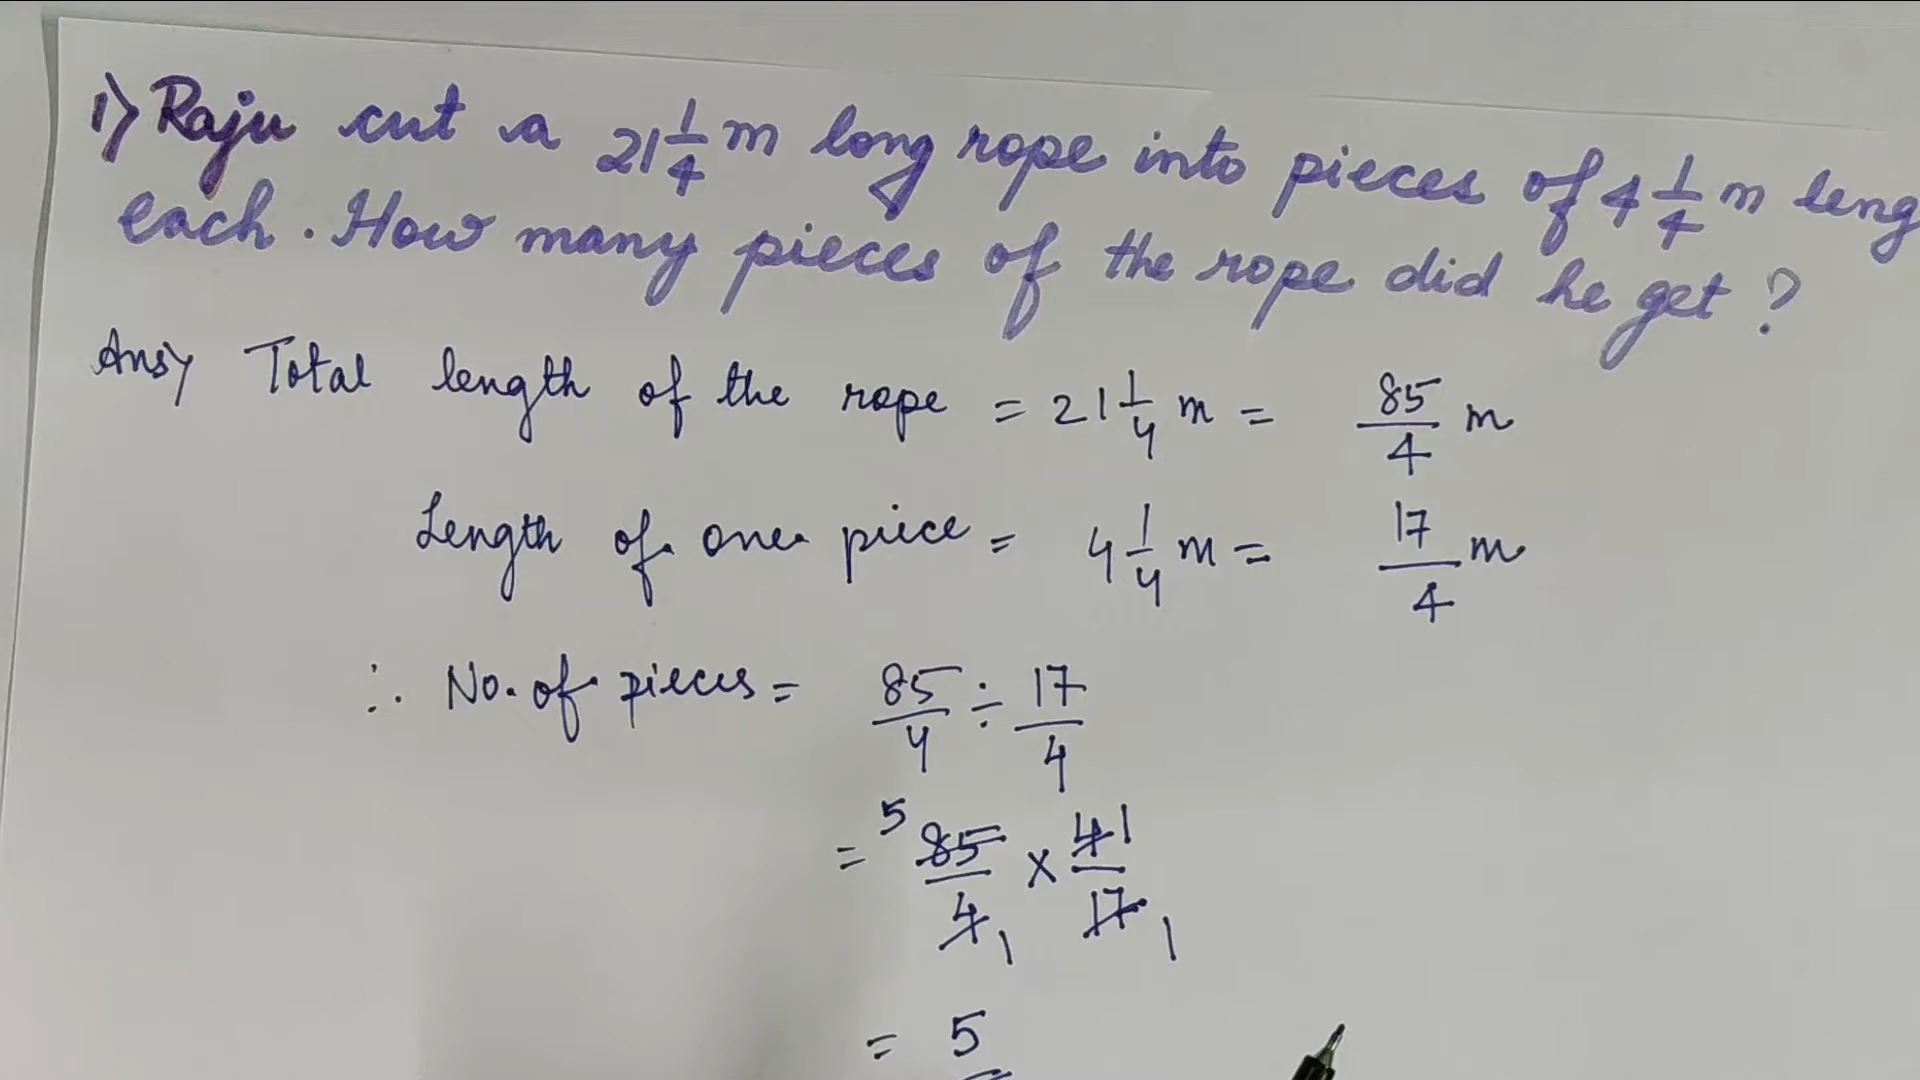 1) Raju cut a 21 1/4 m long rope into pieces of 4 1/4 m leng
each. How many pieces of the rope did he get ?
Ans) Total length of the rope = 21 1/4 m = 85/4 m
Length of one piece = 4 1/4 m = 17/4 m
∴ No. of pieces = 85/4 ÷ 17/4
= 5 85/4 1 × 4 1/17 1
= 5